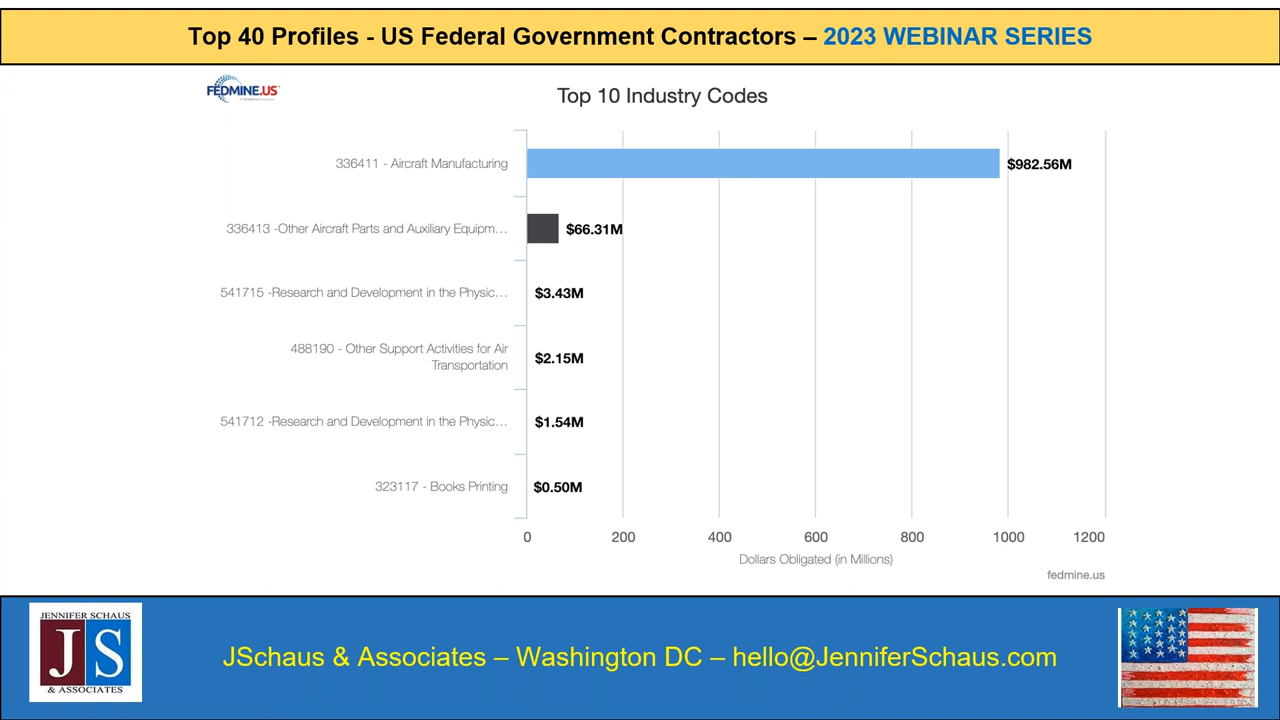 Top 40 Profiles - US Federal Government Contractors – 2023 WEBINAR SERIES
FEDMINE.US
Top 10 Industry Codes
336411 - Aircraft Manufacturing
$982.56M
336413 -Other Aircraft Parts and Auxiliary Equipm…
$66.31M
541715 -Research and Development in the Physic…
$3.43M
488190 - Other Support Activities for Air
Transportation
$2.15M
541712 -Research and Development in the Physic…
$1.54M
323117 - Books Printing
$0.50M
0 200 400 600 800 1000 1200
Dollars Obligated (in Millions)
fedmine.us
JENNIFER SCHAUS
JS
& ASSOCIATES
JSchaus & Associates – Washington DC – hello@JenniferSchaus.com